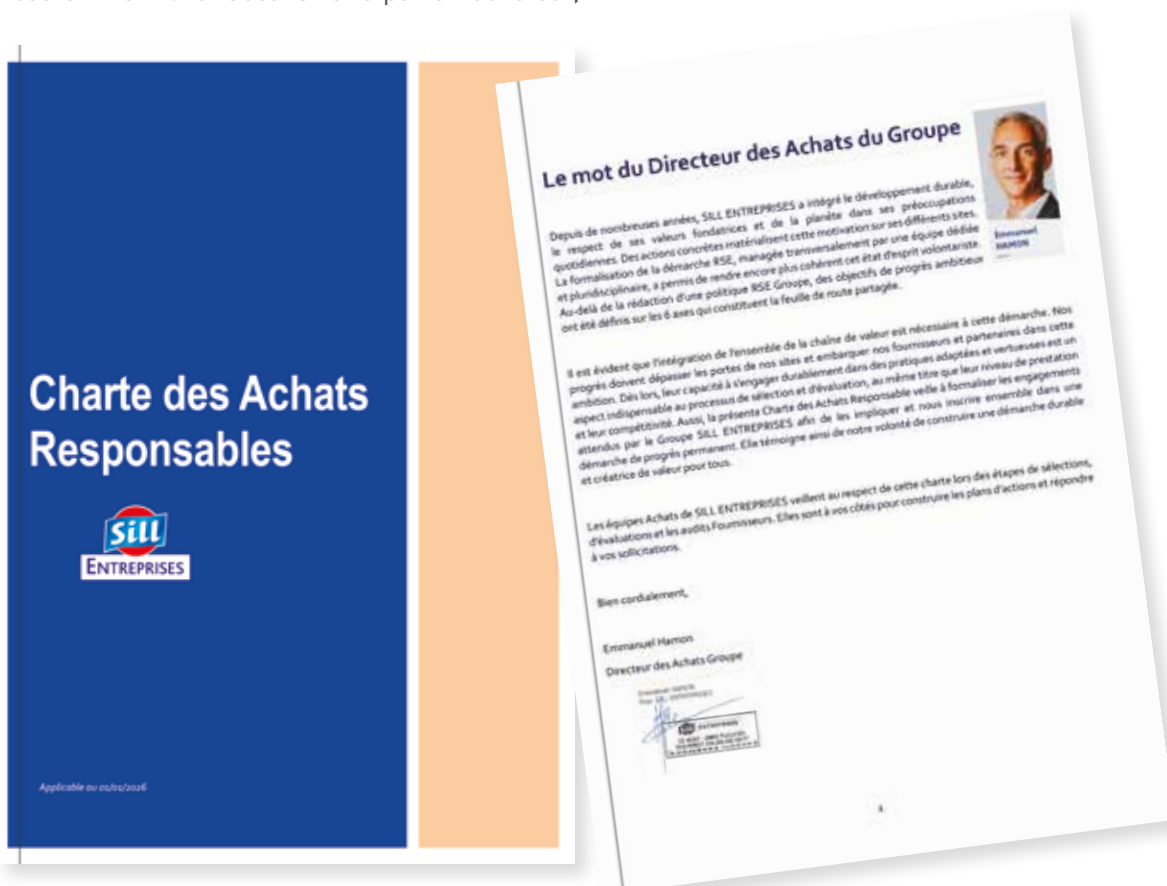 Charte des Achats
Responsables
Sill
ENTREPRISES
Applicable au 01/01/2026
Le mot du Directeur des Achats du Groupe
Emmanuel
HAMON
Depuis de nombreuses années, SILL ENTREPRISES a intégré le développement durable,
le respect de ses valeurs fondatrices et de la planète dans ses préoccupations
quotidiennes. Des actions concrètes matérialisent cette motivation sur ses différents sites.
La formalisation de la démarche RSE, managée transversalement par une équipe dédiée
et pluridisciplinaire, a permis de rendre encore plus cohérent cet état d'esprit volontariste.
Au-delà de la rédaction d'une politique RSE Groupe, des objectifs de progrès ambitieux
ont été définis sur les 6 axes qui constituent la feuille de route partagée.
Il est évident que l'intégration de l'ensemble de la chaîne de valeur est nécessaire à cette démarche. Nos
progrès doivent dépasser les portes de nos sites et embarquer nos fournisseurs et partenaires dans cette
ambition. Dès lors, leur capacité à s'engager durablement dans des pratiques adaptées et vertueuses est un
aspect indispensable au processus de sélection et d'évaluation, au même titre que leur niveau de prestation
et leur compétitivité. Aussi, la présente Charte des Achats Responsable veille à formaliser les engagements
attendus par le Groupe SILL ENTREPRISES afin de les impliquer et nous inscrire ensemble dans une
démarche de progrès permanent. Elle témoigne ainsi de notre volonté de construire une démarche durable
et créatrice de valeur pour tous.
Les équipes Achats de SILL ENTREPRISES veillent au respect de cette charte lors des étapes de sélections,
d'évaluations et les audits Fournisseurs. Elles sont à vos côtés pour construire les plans d'actions et répondre
à vos sollicitations.
Bien cordialement,
Emmanuel Hamon
Directeur des Achats Groupe
Emmanuel HAMON
ENTREPRISES